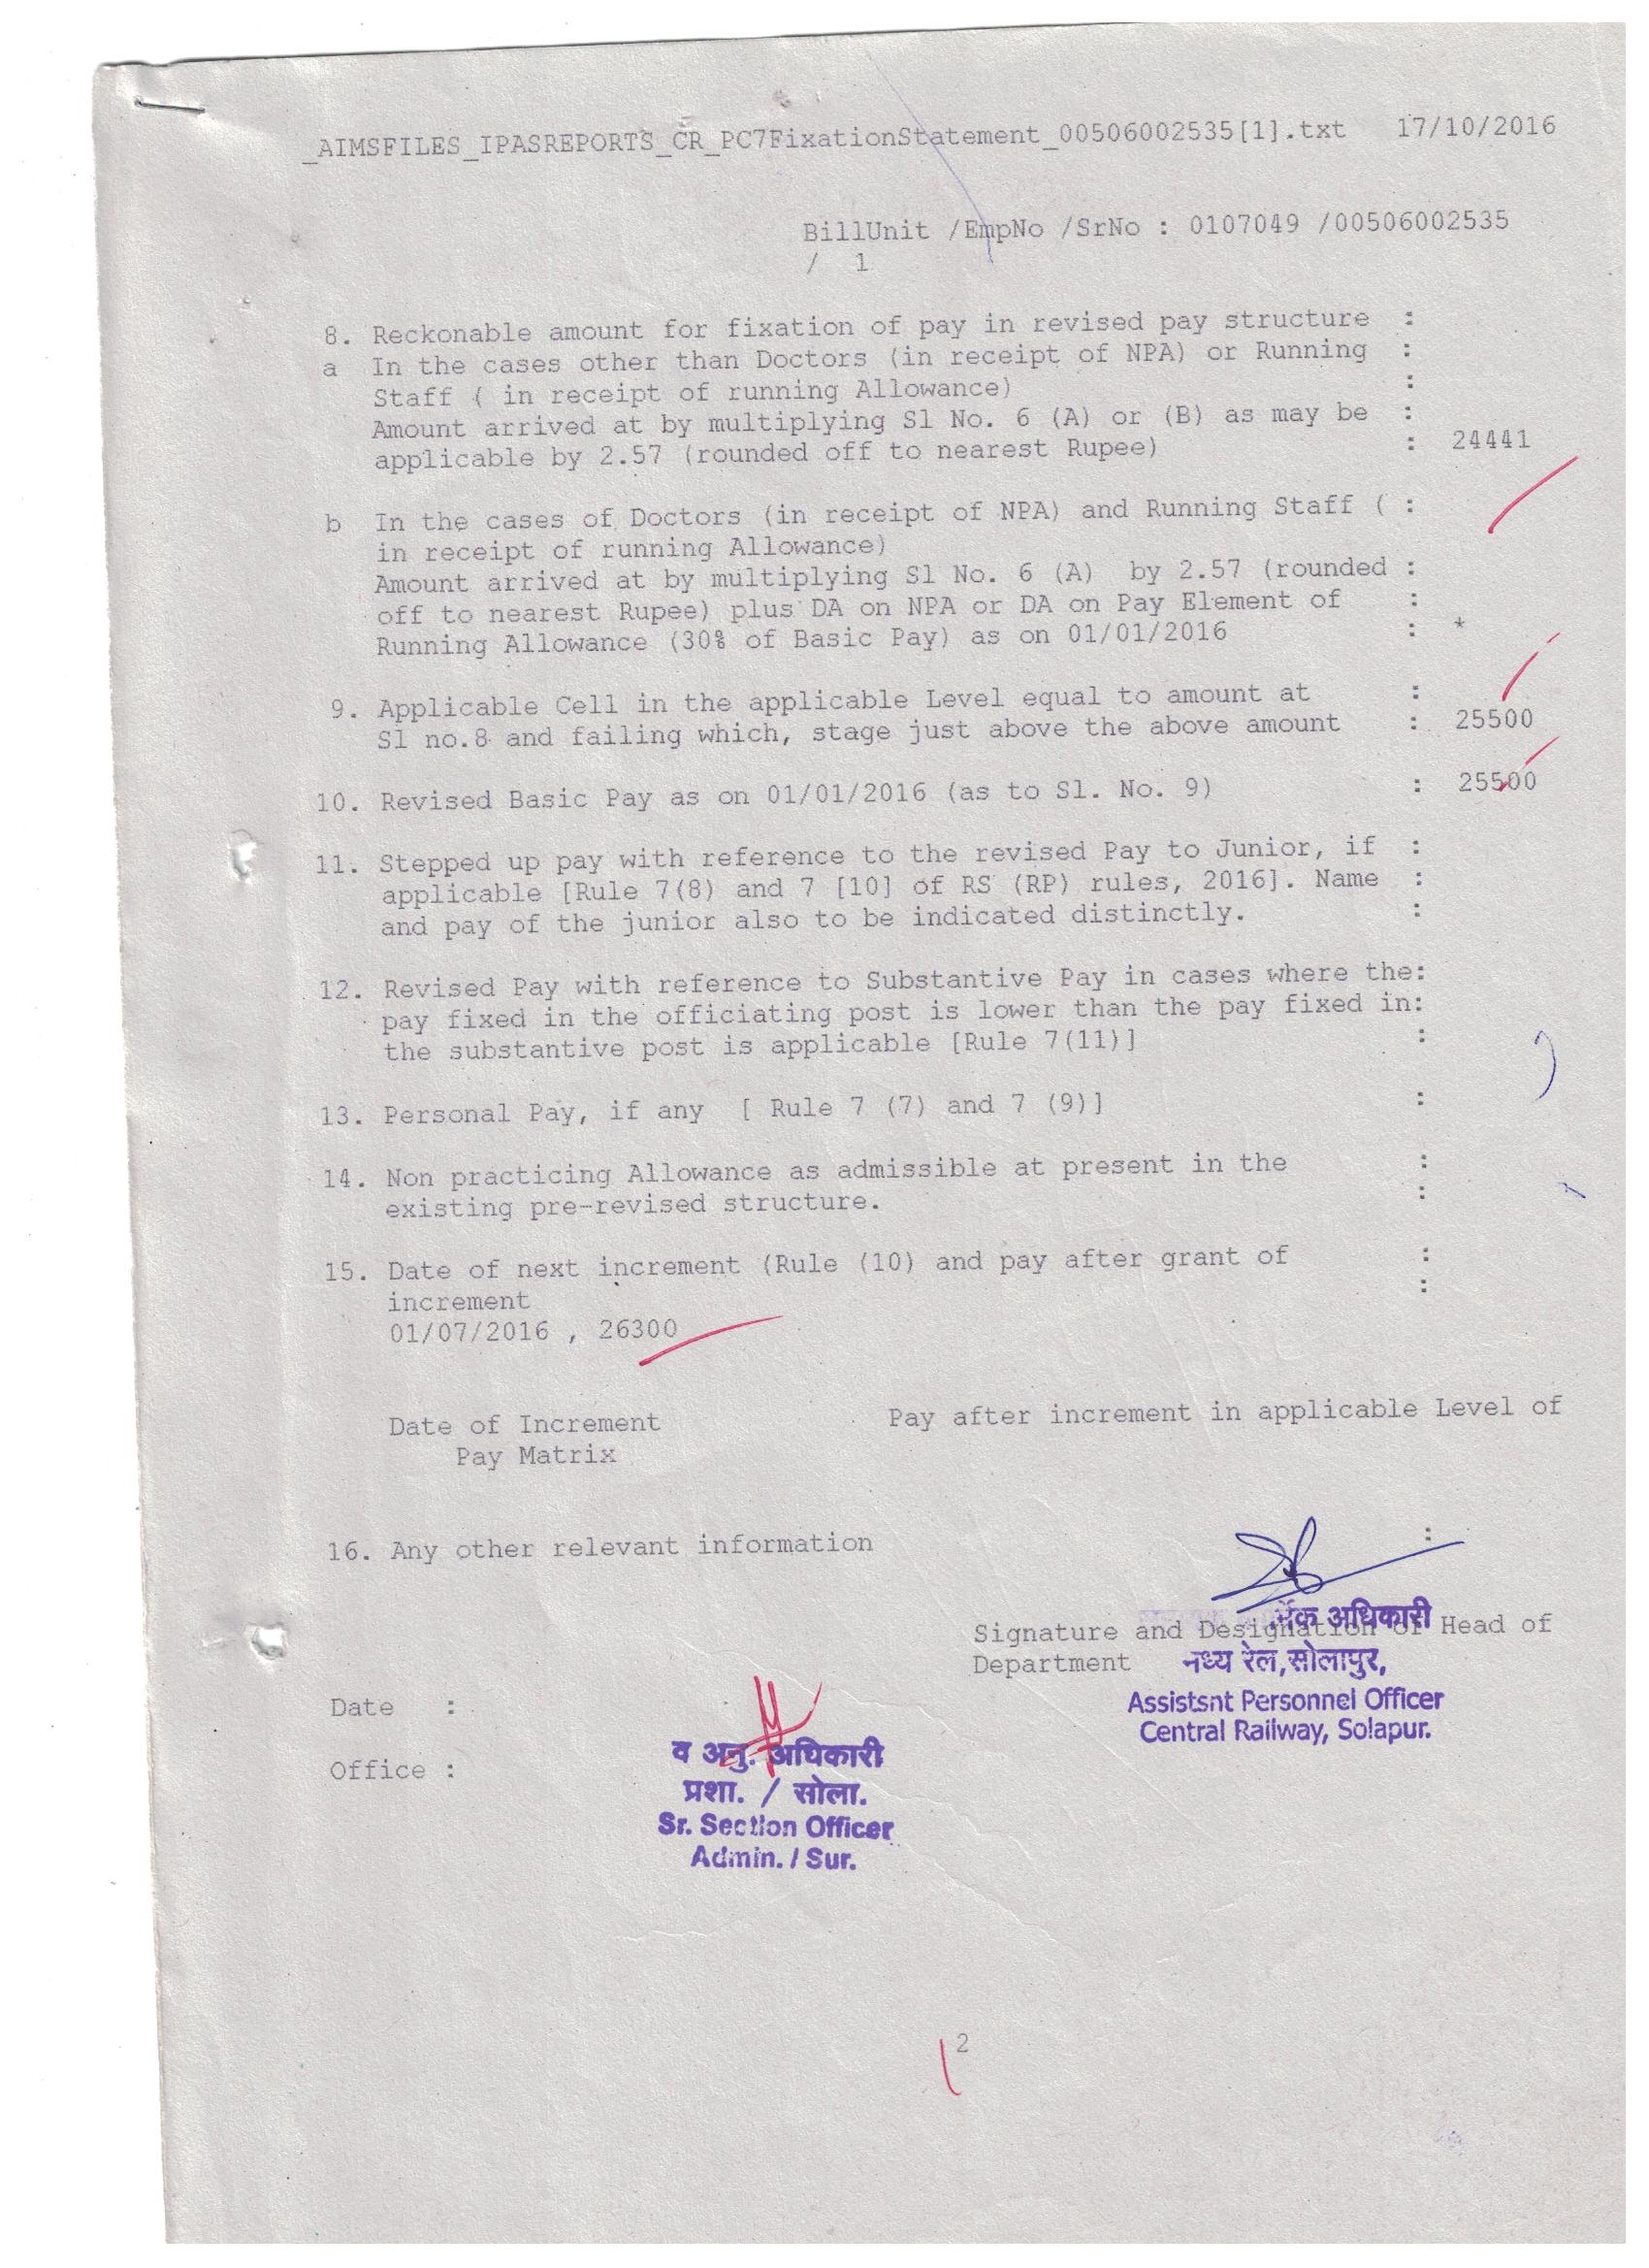 _AIMSFILES_IPASREPORTS_CR_PC7FixationStatement_00506002535[1].txt 17/10/2016
BillUnit /EmpNo /SrNo : 0107049 /00506002535
/ 1
8. Reckonable amount for fixation of pay in revised pay structure :
a In the cases other than Doctors (in receipt of NPA) or Running :
Staff ( in receipt of running Allowance) :
Amount arrived at by multiplying Sl No. 6 (A) or (B) as may be :
applicable by 2.57 (rounded off to nearest Rupee) : 24441
b In the cases of Doctors (in receipt of NPA) and Running Staff ( :
in receipt of running Allowance)
Amount arrived at by multiplying Sl No. 6 (A) by 2.57 (rounded :
off to nearest Rupee) plus DA on NPA or DA on Pay Element of :
Running Allowance (30% of Basic Pay) as on 01/01/2016 : *
9. Applicable Cell in the applicable Level equal to amount at :
Sl no.8 and failing which, stage just above the above amount : 25500
10. Revised Basic Pay as on 01/01/2016 (as to Sl. No. 9) : 25500
11. Stepped up pay with reference to the revised Pay to Junior, if :
applicable [Rule 7(8) and 7 [10] of RS (RP) rules, 2016]. Name :
and pay of the junior also to be indicated distinctly. :
12. Revised Pay with reference to Substantive Pay in cases where the:
pay fixed in the officiating post is lower than the pay fixed in:
the substantive post is applicable [Rule 7(11)] :
13. Personal Pay, if any [ Rule 7 (7) and 7 (9)] :
14. Non practicing Allowance as admissible at present in the :
existing pre-revised structure. :
15. Date of next increment (Rule (10) and pay after grant of :
increment :
01/07/2016 , 26300
Date of Increment Pay after increment in applicable Level of
Pay Matrix
16. Any other relevant information :
अधिकारी
Signature and Designation of Head of
Department
रेल,सोलापुर,
Assistsnt Personnel Officer
Central Railway, Solapur.
Date :
व अनु. अधिकारी
Office :
प्रशा. / सोला.
Sr. Section Officer
Admin. / Sur.
2